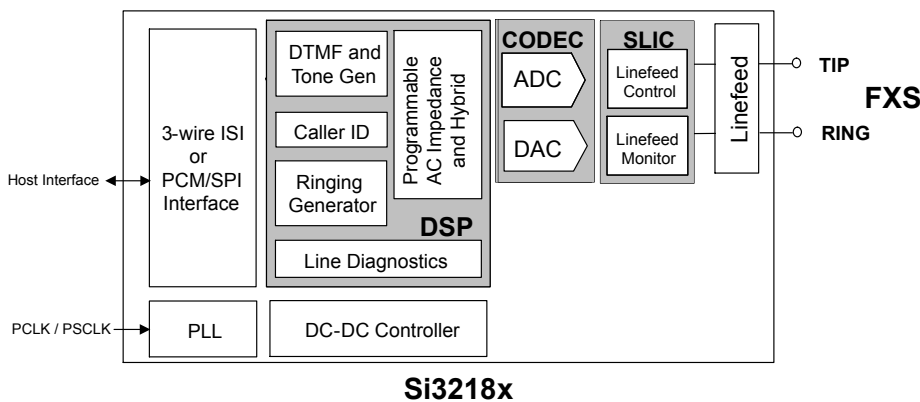 3-wire ISI
or
PCM/SPI
Interface
Host Interface
PCLK / PSCLK
PLL
DTMF and
Tone Gen
Caller ID
Ringing
Generator
Programmable
AC Impedance
and Hybrid
DSP
Line Diagnostics
DC-DC Controller
CODEC
ADC
DAC
SLIC
Linefeed
Control
Linefeed
Monitor
Linefeed
TIP
FXS
RING
Si3218x